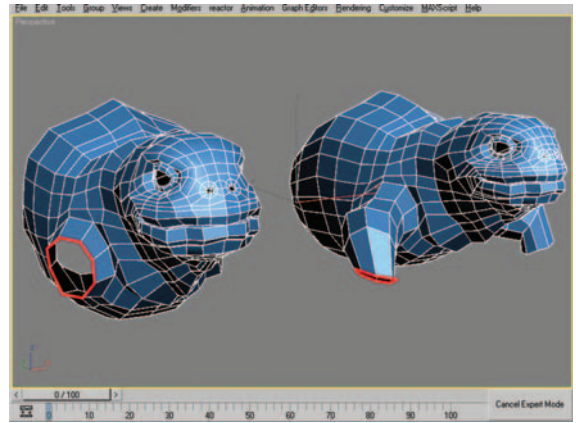 File Edit Tools Group Views Create Modifiers reactor Animation Graph Editors Rendering Customize MAXScript Help
Perspective
< 0 / 100 >
0 10 20 30 40 50 60 70 80 90 100
Cancel Expert Mode